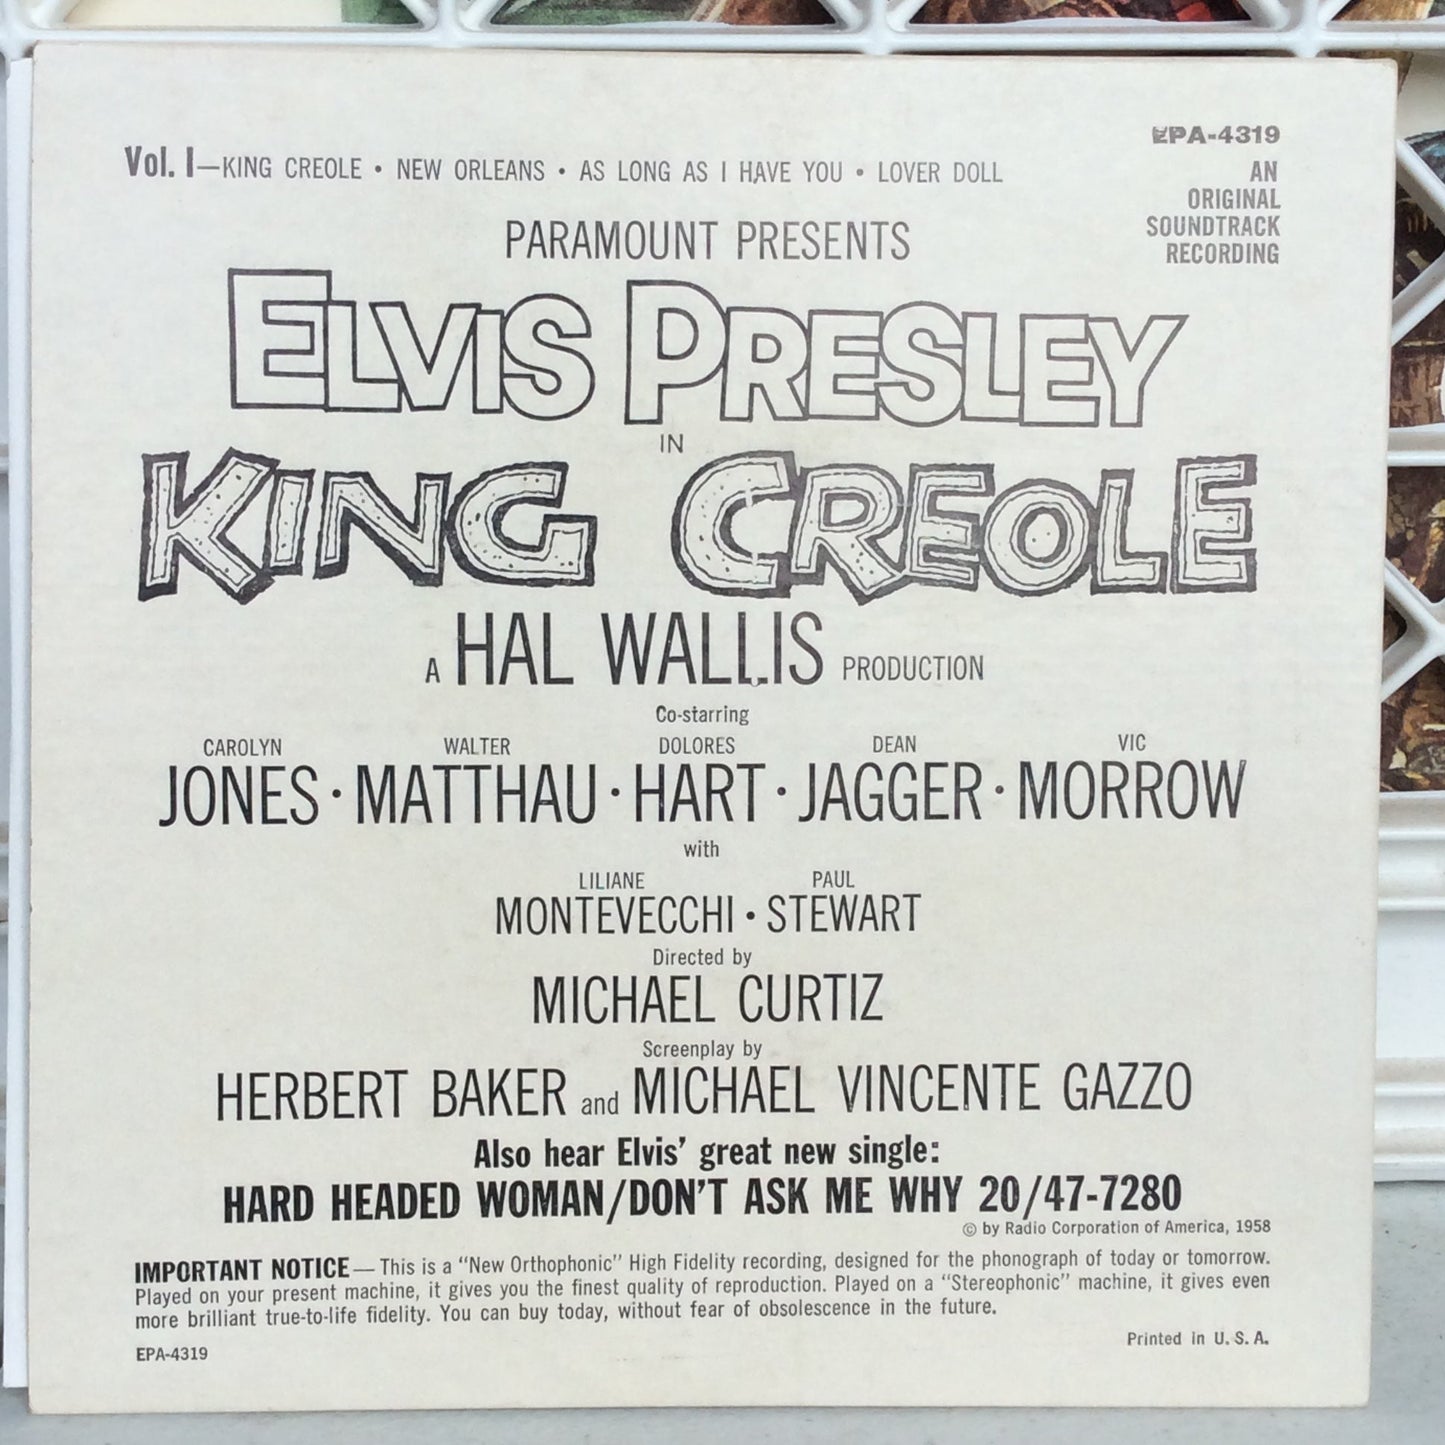 EPA-4319
Vol. I—KING CREOLE • NEW ORLEANS • AS LONG AS I HAVE YOU • LOVER DOLL
AN
ORIGINAL
SOUNDTRACK
RECORDING
PARAMOUNT PRESENTS
ELVIS PRESLEY
IN
KING CREOLE
A HAL WALLIS PRODUCTION
Co-starring
CAROLYN WALTER DOLORES DEAN VIC
JONES • MATTHAU • HART • JAGGER • MORROW
with
LILIANE PAUL
MONTEVECCHI • STEWART
Directed by
MICHAEL CURTIZ
Screenplay by
HERBERT BAKER and MICHAEL VINCENTE GAZZO
Also hear Elvis' great new single:
HARD HEADED WOMAN/DON'T ASK ME WHY 20/47-7280
© by Radio Corporation of America, 1958
IMPORTANT NOTICE — This is a "New Orthophonic" High Fidelity recording, designed for the phonograph of today or tomorrow.
Played on your present machine, it gives you the finest quality of reproduction. Played on a "Stereophonic" machine, it gives even
more brilliant true-to-life fidelity. You can buy today, without fear of obsolescence in the future.
Printed in U. S. A.
EPA-4319